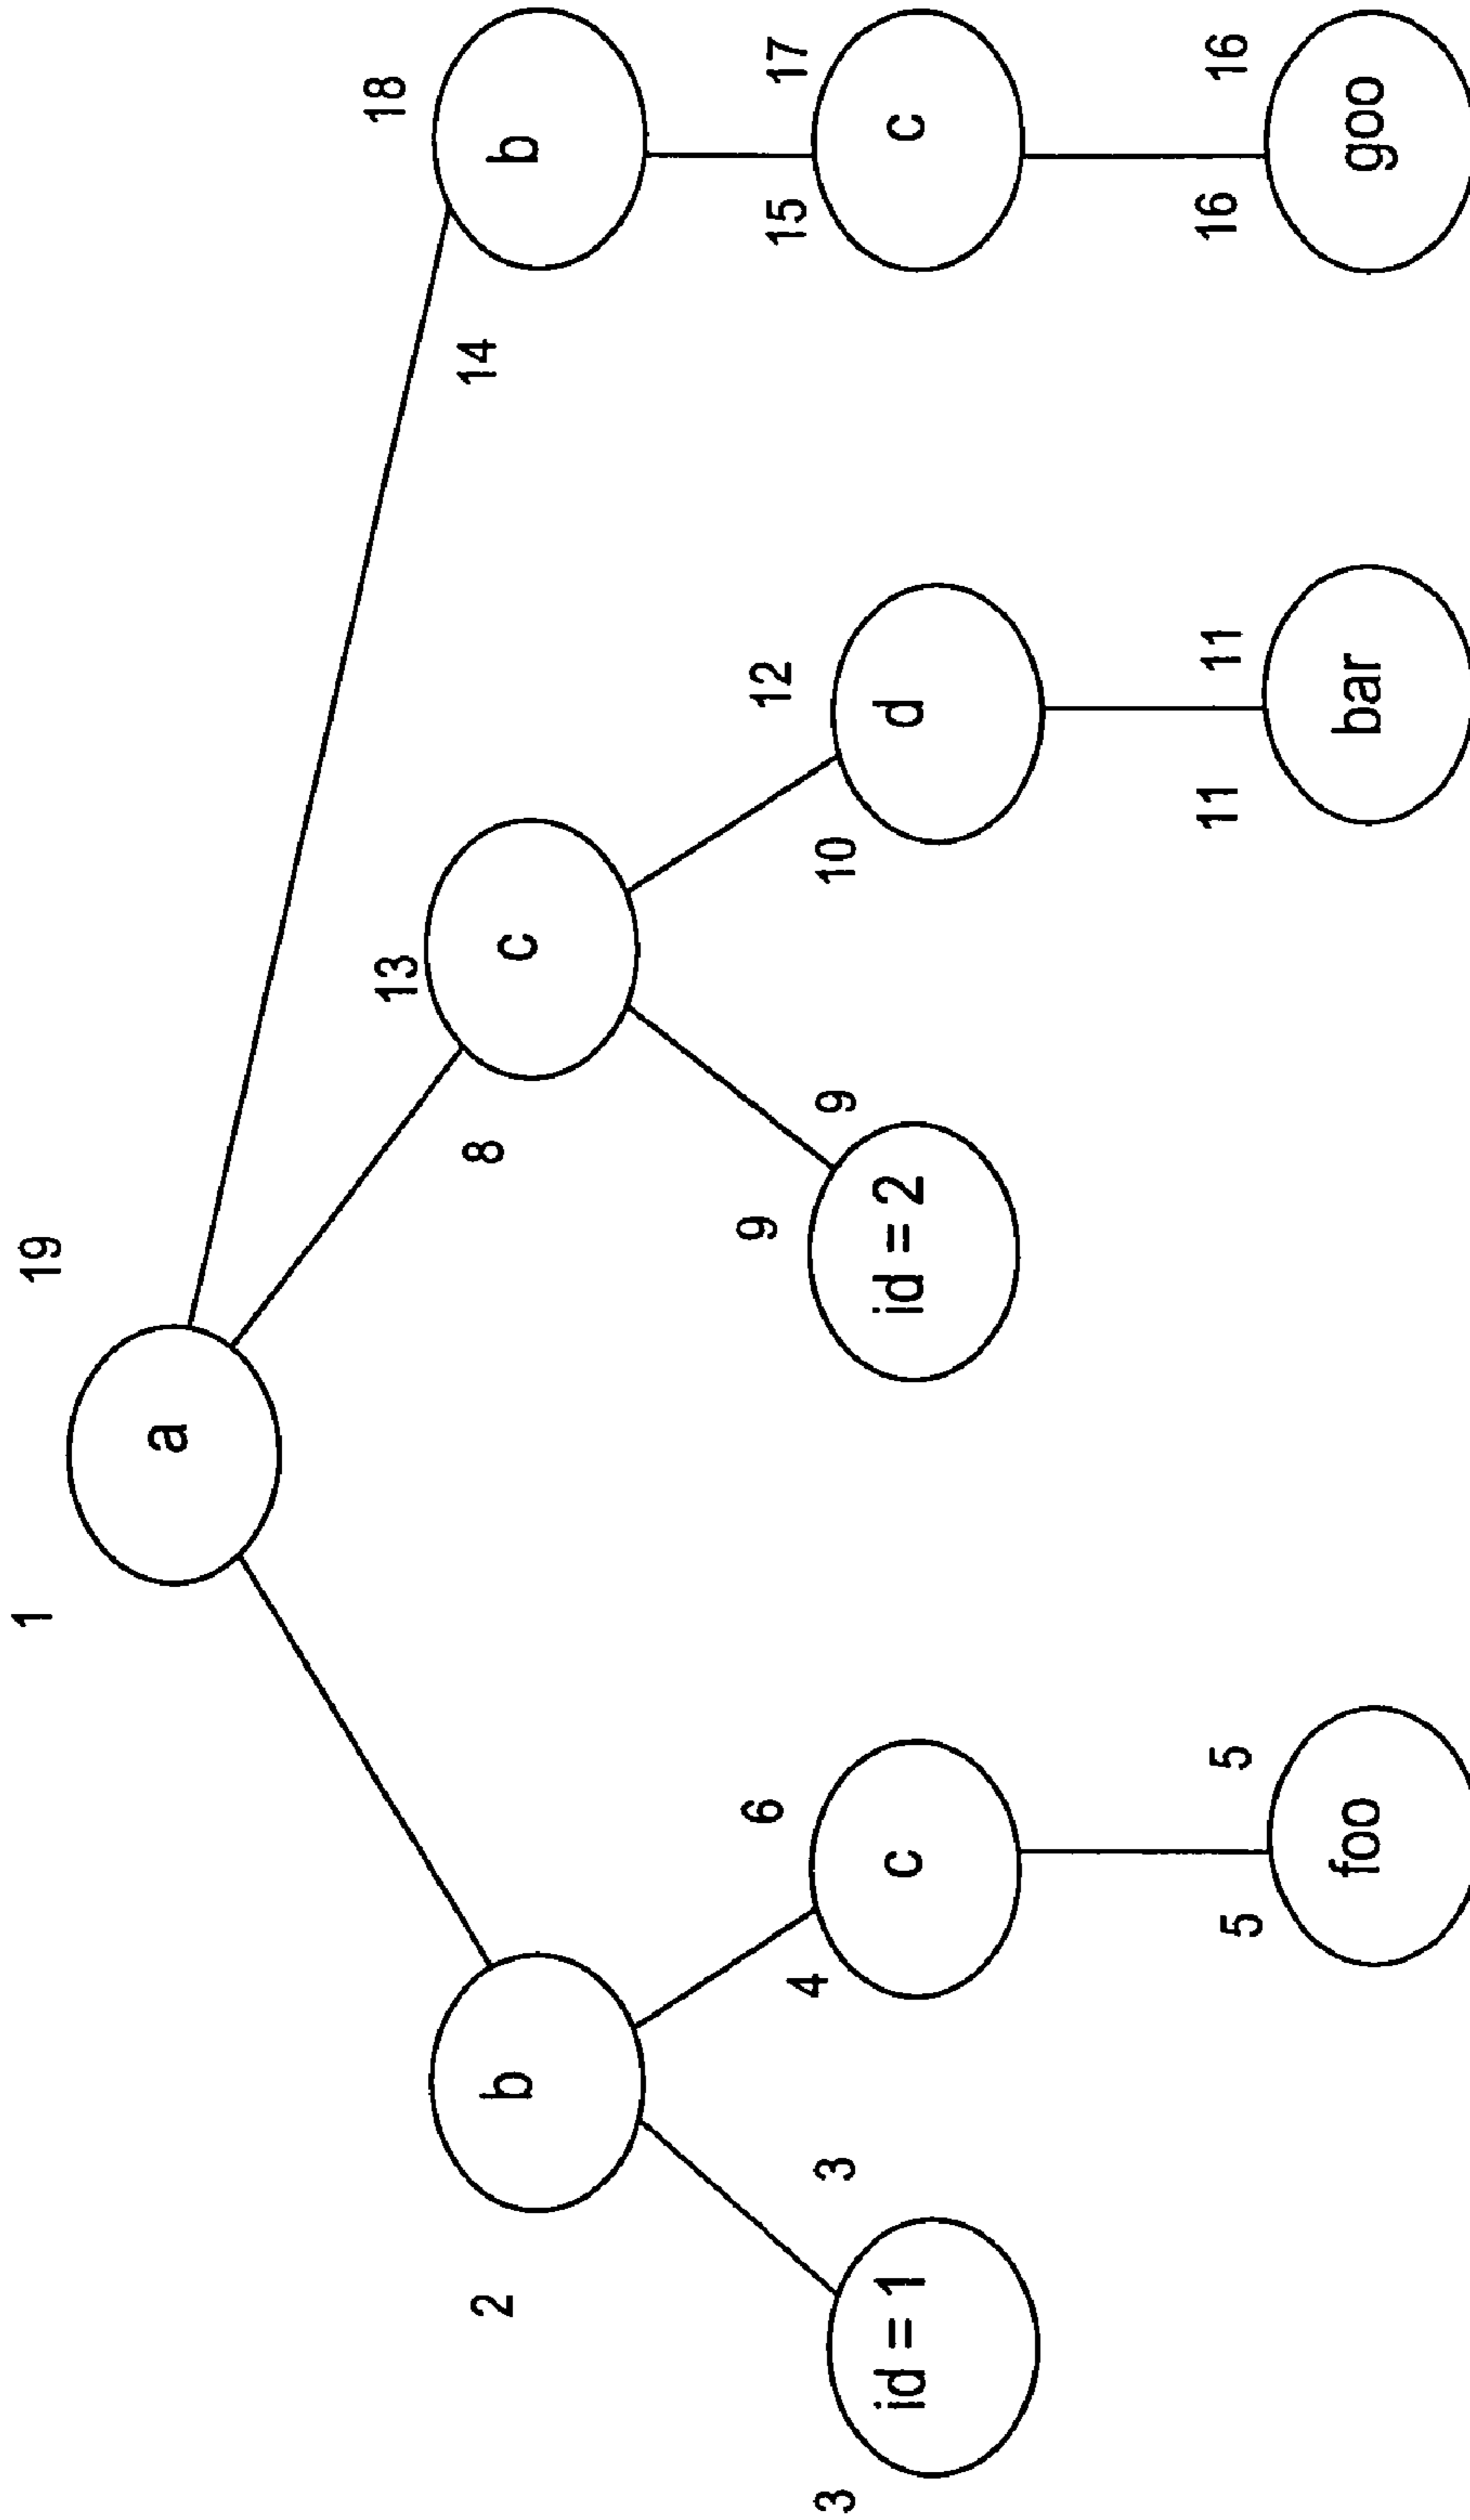 1 19
a
13 18
2 8 14
b c b
6 9 12 15 17
3 3 4 9 10
id = 1 c id = 2 d c
5 5 11 11 16 16
foo bar goo